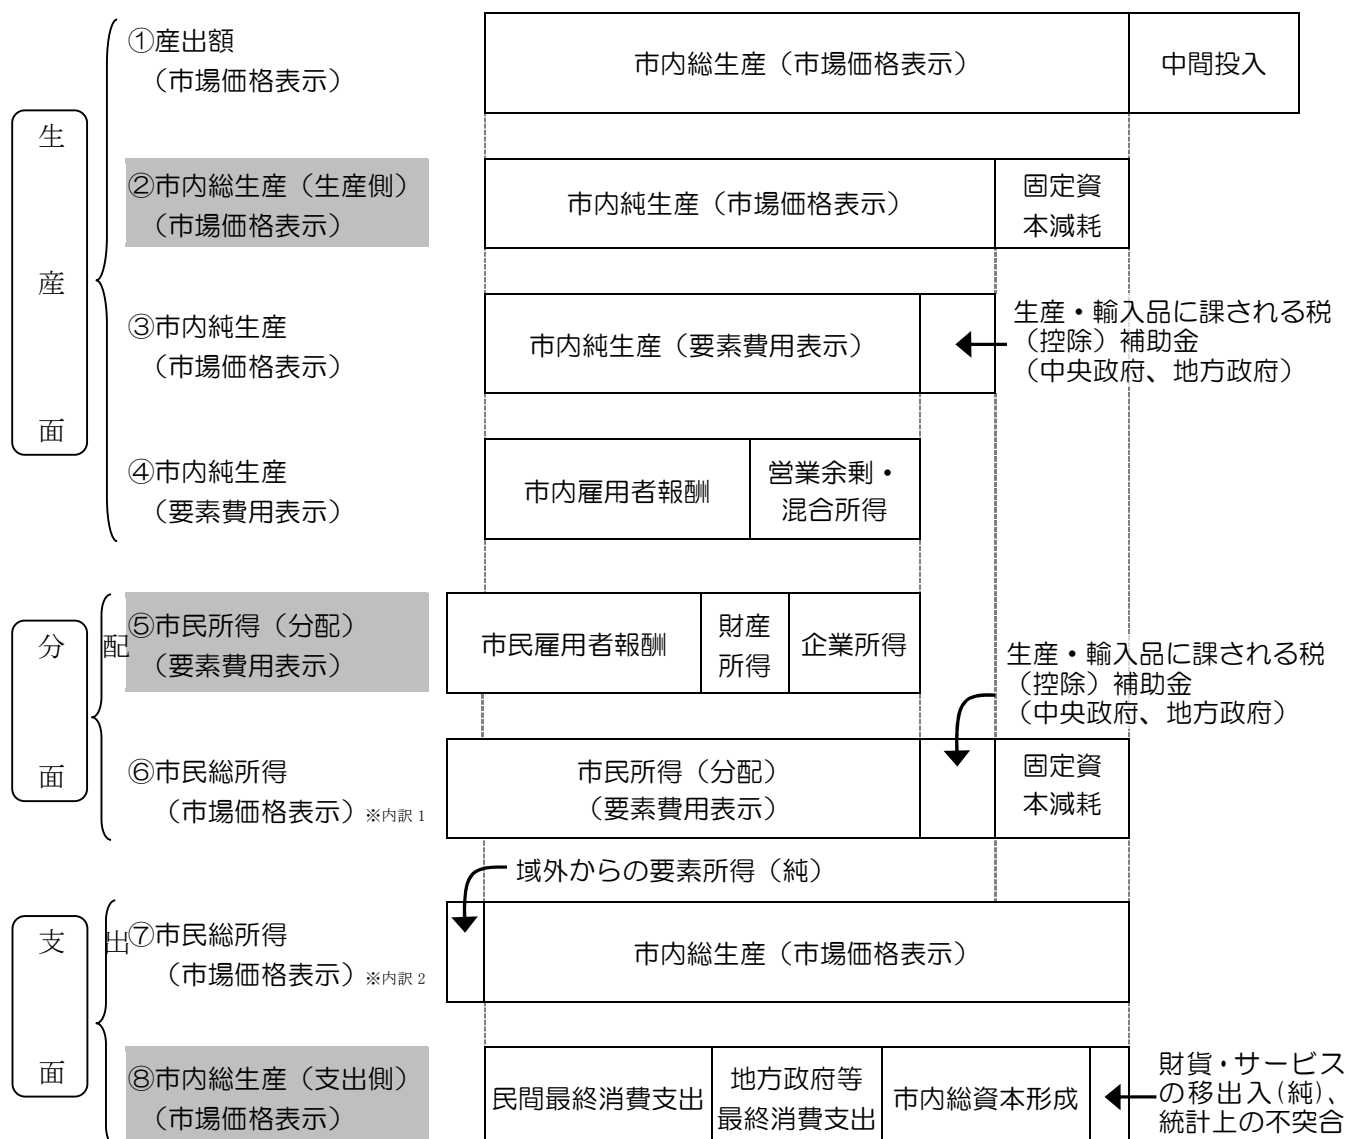 生産面
①産出額
（市場価格表示）
市内総生産（市場価格表示）
中間投入
②市内総生産（生産側）
（市場価格表示）
市内純生産（市場価格表示）
固定資
本減耗
③市内純生産
（市場価格表示）
市内純生産（要素費用表示）
生産・輸入品に課される税
（控除）補助金
（中央政府、地方政府）
④市内純生産
（要素費用表示）
市内雇用者報酬
営業余剰・
混合所得
分配面
⑤市民所得（分配）
（要素費用表示）
市民雇用者報酬
財産
所得
企業所得
生産・輸入品に課される税
（控除）補助金
（中央政府、地方政府）
⑥市民総所得
（市場価格表示）※内訳1
市民所得（分配）
（要素費用表示）
固定資
本減耗
域外からの要素所得（純）
支出面
⑦市民総所得
（市場価格表示）※内訳2
市内総生産（市場価格表示）
⑧市内総生産（支出側）
（市場価格表示）
民間最終消費支出
地方政府等
最終消費支出
市内総資本形成
財貨・サービス
の移出入(純)、
統計上の不突合